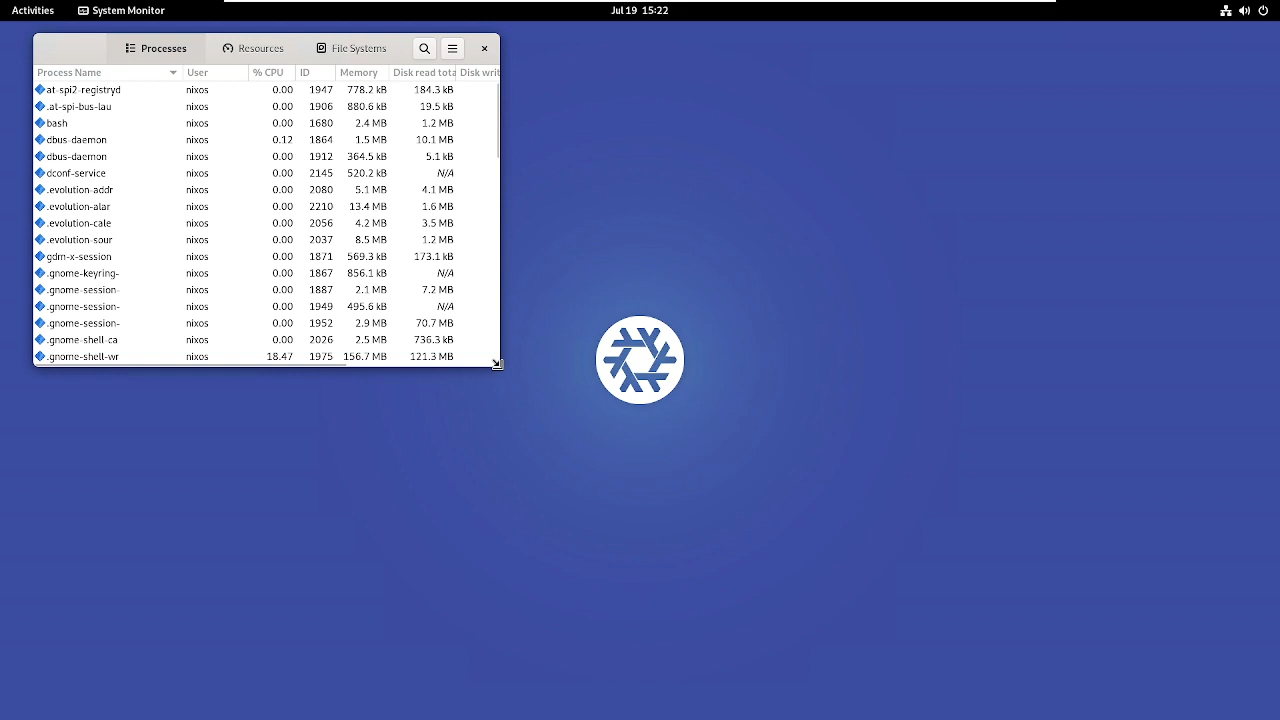 Activities System Monitor Jul 19 15:22
Processes Resources File Systems
Process Name User % CPU ID Memory Disk read tota Disk writ
at-spi2-registryd nixos 0.00 1947 778.2 kB 184.3 kB
.at-spi-bus-lau nixos 0.00 1906 880.6 kB 19.5 kB
bash nixos 0.00 1680 2.4 MB 1.2 MB
dbus-daemon nixos 0.12 1864 1.5 MB 10.1 MB
dbus-daemon nixos 0.00 1912 364.5 kB 5.1 kB
dconf-service nixos 0.00 2145 520.2 kB N/A
.evolution-addr nixos 0.00 2080 5.1 MB 4.1 MB
.evolution-alar nixos 0.00 2210 13.4 MB 1.6 MB
.evolution-cale nixos 0.00 2056 4.2 MB 3.5 MB
.evolution-sour nixos 0.00 2037 8.5 MB 1.2 MB
gdm-x-session nixos 0.00 1871 569.3 kB 173.1 kB
.gnome-keyring- nixos 0.00 1867 856.1 kB N/A
.gnome-session- nixos 0.00 1887 2.1 MB 7.2 MB
.gnome-session- nixos 0.00 1949 495.6 kB N/A
.gnome-session- nixos 0.00 1952 2.9 MB 70.7 MB
.gnome-shell-ca nixos 0.00 2026 2.5 MB 736.3 kB
.gnome-shell-wr nixos 18.47 1975 156.7 MB 121.3 MB